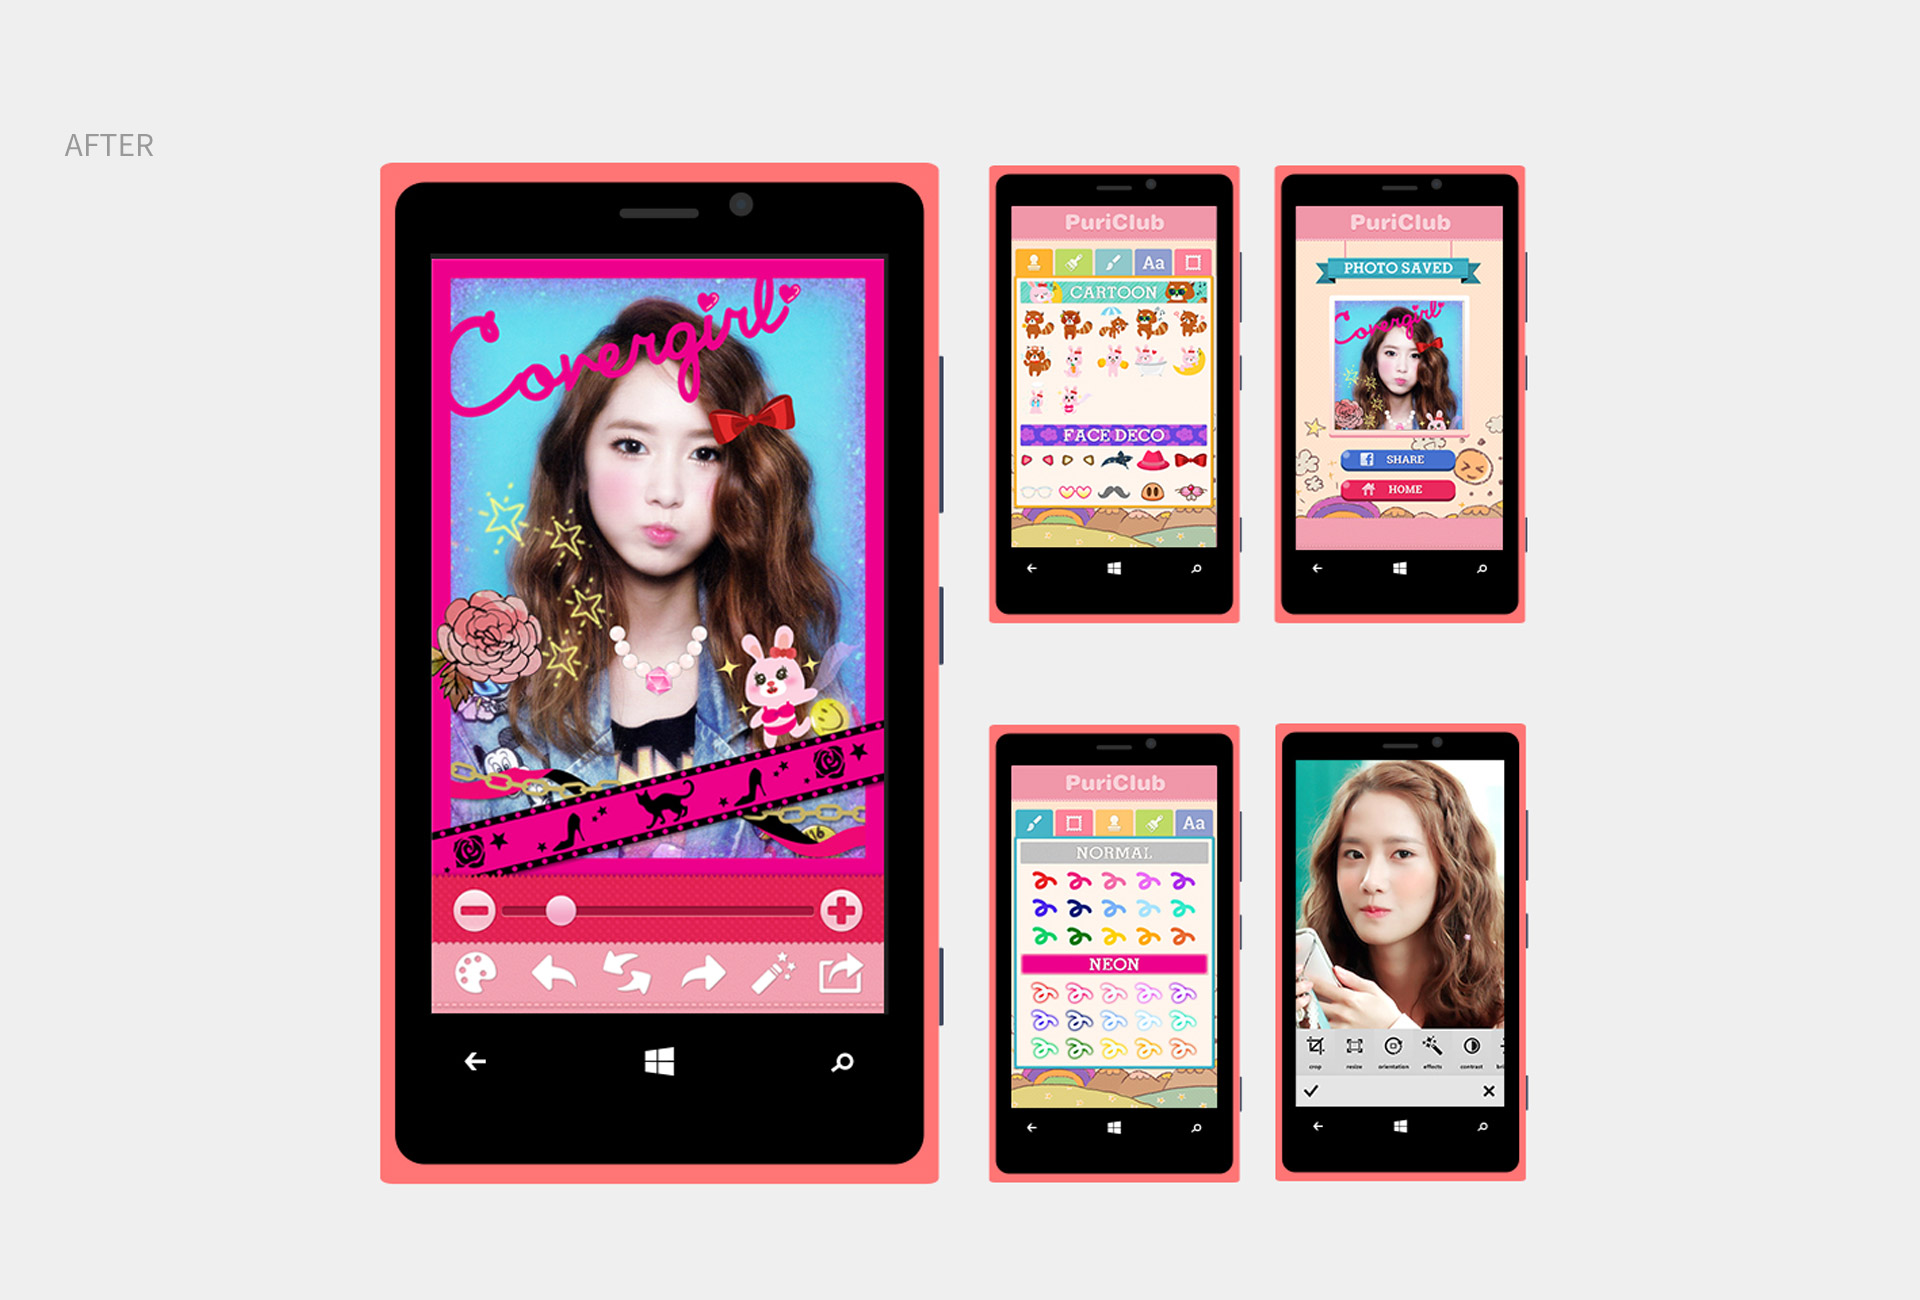 AFTER
Covergirl
PuriClub
Aa
CARTOON
FACE DECO
PuriClub
PHOTO SAVED
Covergirl
SHARE
HOME
PuriClub
Aa
NORMAL
NEON
crop
resize
orientation
effects
contrast